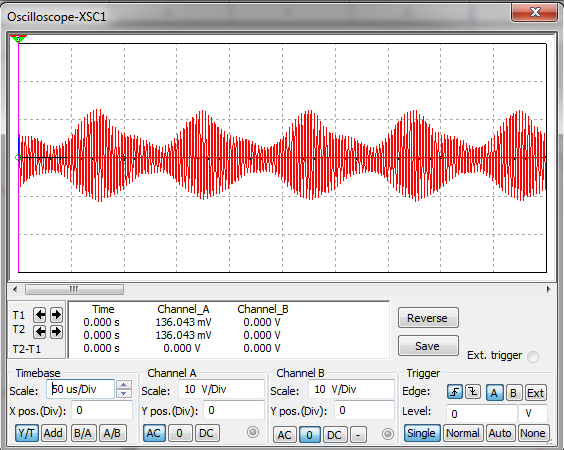 Oscilloscope-XSC1
T1
T2
T2-T1
Time Channel_A Channel_B
0.000 s 136.043 mV 0.000 V
0.000 s 136.043 mV 0.000 V
0.000 s 0.000 V 0.000 V
Reverse
Save
Ext. trigger
Timebase
Scale: 50 us/Div
X pos.(Div): 0
Y/T Add B/A A/B
Channel A
Scale: 10 V/Div
Y pos.(Div): 0
AC 0 DC
Channel B
Scale: 10 V/Div
Y pos.(Div): 0
AC 0 DC -
Trigger
Edge: A B Ext
Level: 0 V
Single Normal Auto None